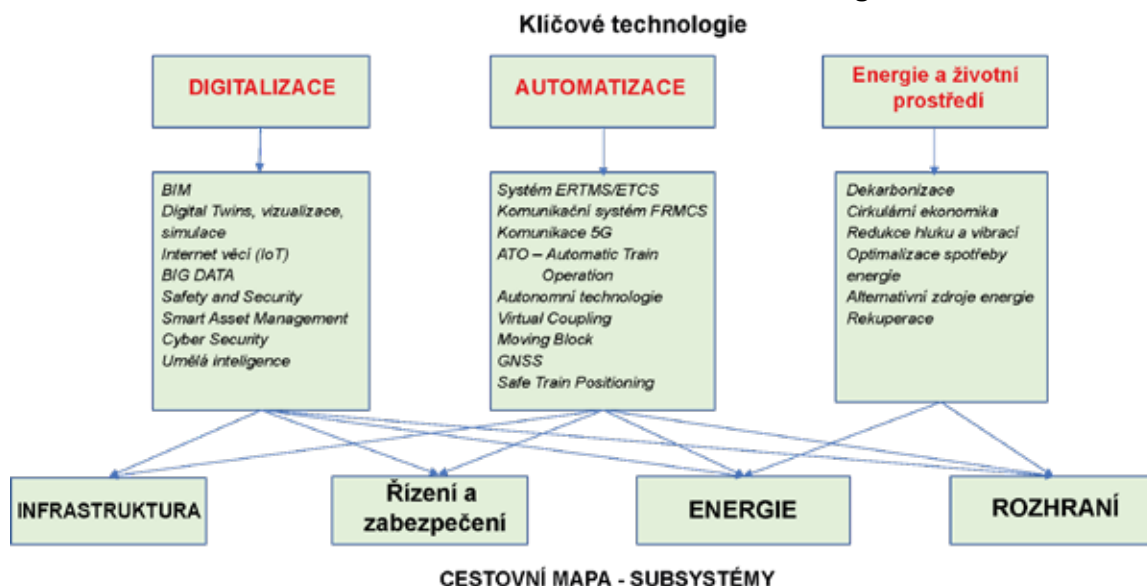 Klíčové technologie
DIGITALIZACE
AUTOMATIZACE
Energie a životní
prostředí
BIM
Digital Twins, vizualizace,
simulace
Internet věcí (IoT)
BIG DATA
Safety and Security
Smart Asset Management
Cyber Security
Umělá inteligence
Systém ERTMS/ETCS
Komunikační systém FRMCS
Komunikace 5G
ATO – Automatic Train
Operation
Autonomní technologie
Virtual Coupling
Moving Block
GNSS
Safe Train Positioning
Dekarbonizace
Cirkulární ekonomika
Redukce hluku a vibrací
Optimalizace spotřeby
energie
Alternativní zdroje energie
Rekuperace
INFRASTRUKTURA
Řízení a
zabezpečení
ENERGIE
ROZHRANÍ
CESTOVNÍ MAPA - SUBSYSTÉMY